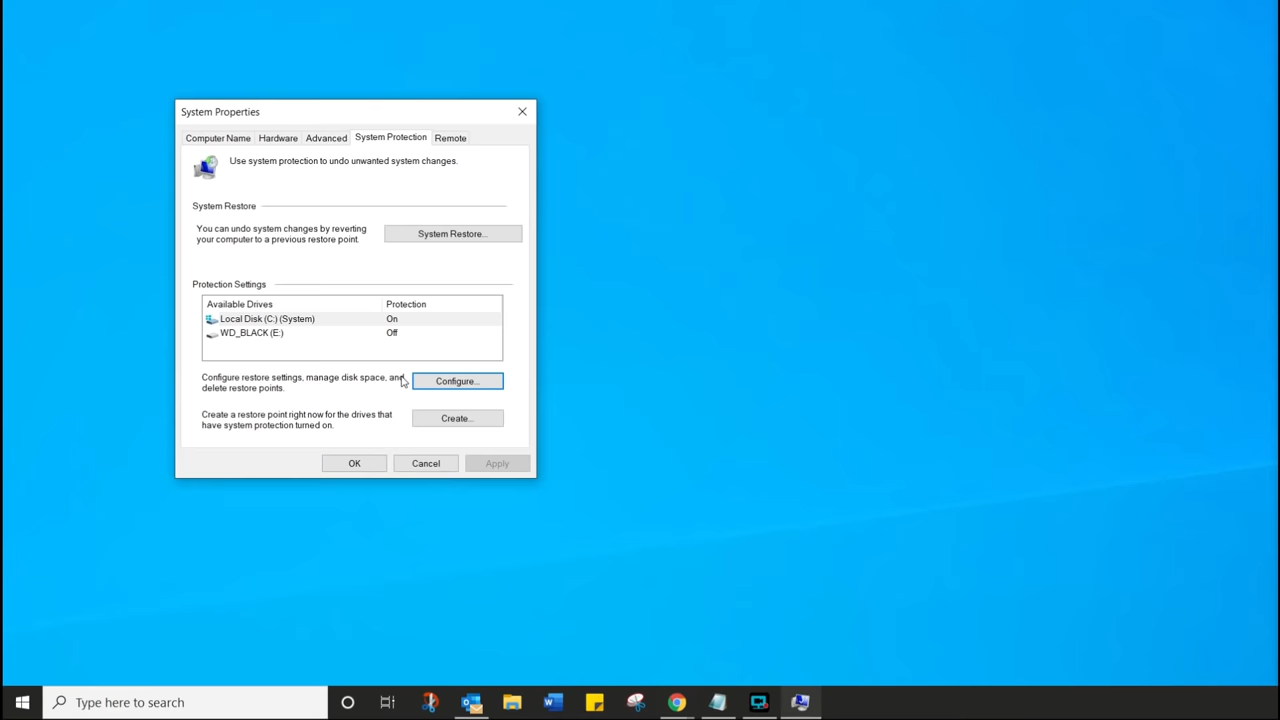 System Properties
Computer Name Hardware Advanced System Protection Remote
Use system protection to undo unwanted system changes.
System Restore
You can undo system changes by reverting
your computer to a previous restore point.
System Restore...
Protection Settings
Available Drives Protection
Local Disk (C:) (System) On
WD_BLACK (E:) Off
Configure restore settings, manage disk space, and
delete restore points.
Configure...
Create a restore point right now for the drives that
have system protection turned on.
Create...
OK Cancel Apply
Type here to search